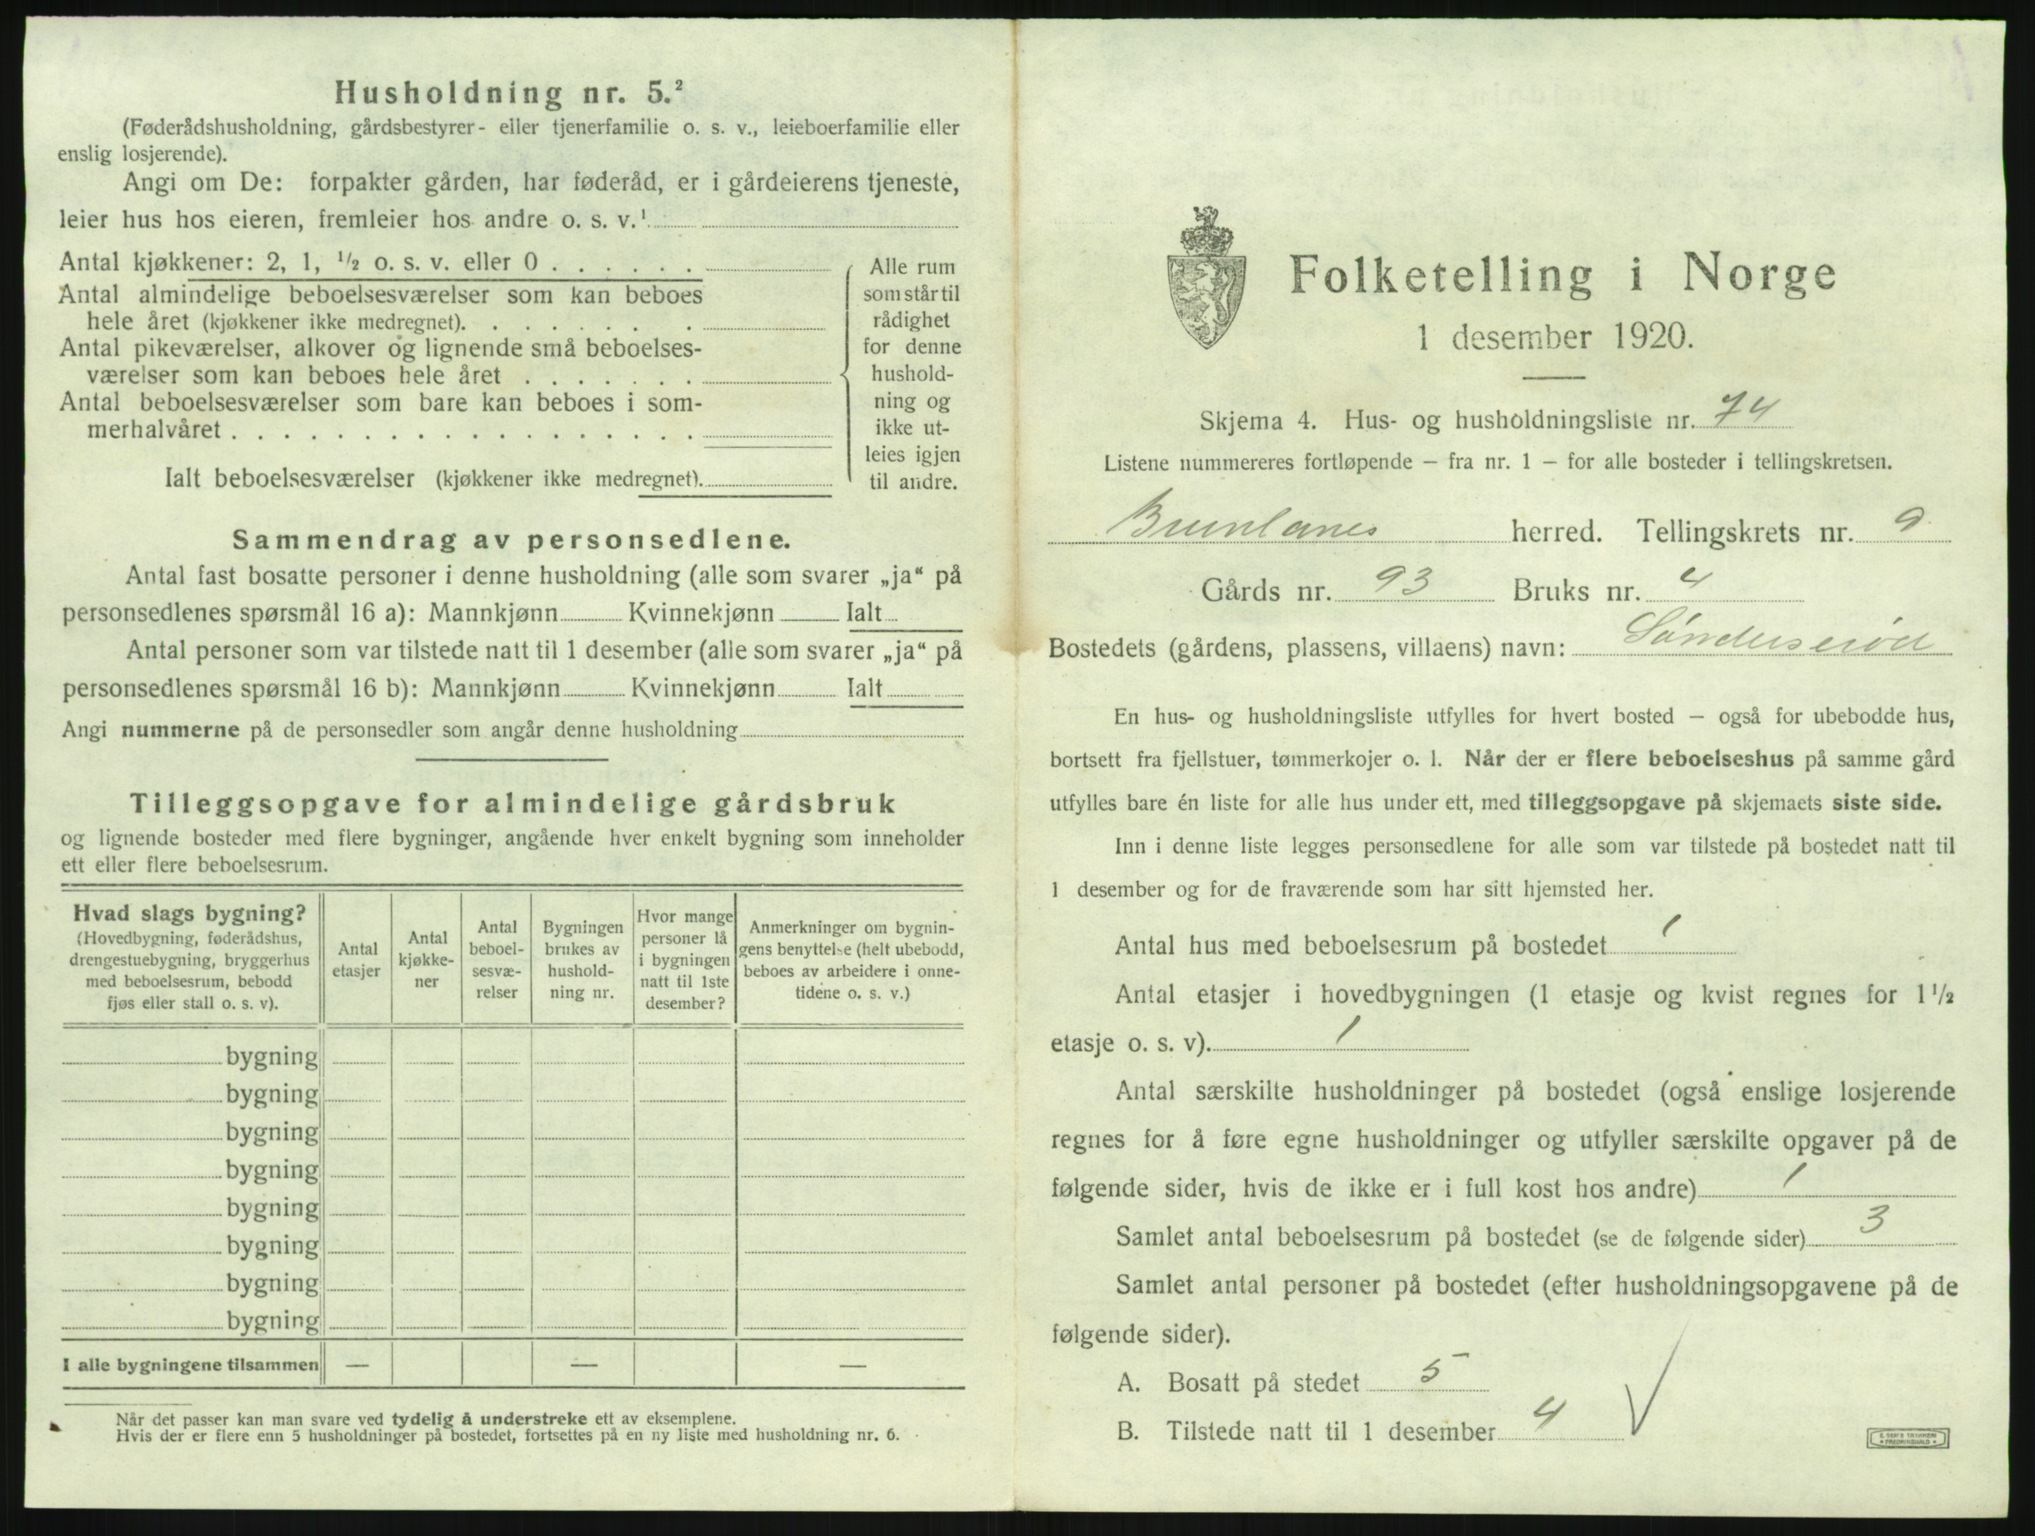 Husholdning nr. 5.²
(Føderådshusholdning, gårdsbestyrer- eller tjenerfamilie o. s. v., leieboerfamilie eller
enslig losjerende).
Angi om De: forpakter gården, har føderåd, er i gårdeierens tjeneste,
leier hus hos eieren, fremleier hos andre o. s. v.¹
Antal kjøkkener: 2, 1, ½ o. s. v. eller 0 . . . . . .
Antal almindelige beboelsesværelser som kan beboes
hele året (kjøkkener ikke medregnet). . . . . . . .
Antal pikeværelser, alkover og lignende små beboelses-
værelser som kan beboes hele året . . . . . . .
Antal beboelsesværelser som bare kan beboes i som-
merhalvåret . . . . . . . . . . . . . . . . . .
Ialt beboelsesværelser (kjøkkener ikke medregnet).
Alle rum
som står til
rådighet
for denne
hushold-
ning og
ikke ut-
leies igjen
til andre.
Sammendrag av personsedlene.
Antal fast bosatte personer i denne husholdning (alle som svarer „ja“ på
personsedlenes spørsmål 16 a): Mannkjønn Kvinnekjønn Ialt
Antal personer som var tilstede natt til 1 desember (alle som svarer „ja“ på
personsedlenes spørsmål 16 b): Mannkjønn Kvinnekjønn Ialt
Angi nummerne på de personsedler som angår denne husholdning
Tilleggsopgave for almindelige gårdsbruk
og lignende bosteder med flere bygninger, angående hver enkelt bygning som inneholder
ett eller flere beboelsesrum.
Hvad slags bygning?
(Hovedbygning, føderådshus,
drengestuebygning, bryggerhus
med beboelsesrum, bebodd
fjøs eller stall o. s. v).
Antal
etasjer
Antal
kjøkke-
ner
Antal
beboel-
sesvæ-
relser
Bygningen
brukes av
hushold-
ning nr.
Hvor mange
personer lå
i bygningen
natt til 1ste
desember?
Anmerkninger om bygnin-
gens benyttelse (helt ubebodd,
beboes av arbeidere i onne-
tidene o. s. v.)
bygning
bygning
bygning
bygning
bygning
bygning
bygning
bygning
I alle bygningene tilsammen — — —
Når det passer kan man svare ved tydelig å understreke ett av eksemplene.
Hvis der er flere enn 5 husholdninger på bostedet, fortsettes på en ny liste med husholdning nr. 6.
Folketelling i Norge
1 desember 1920.
Skjema 4. Hus- og husholdningsliste nr. 74
Listene nummereres fortløpende — fra nr. 1 — for alle bosteder i tellingskretsen.
Brunlanes herred. Tellingskrets nr. 9
Gårds nr. 93 Bruks nr. 4
Bostedets (gårdens, plassens, villaens) navn: Sønderserød
En hus- og husholdningsliste utfylles for hvert bosted — også for ubebodde hus,
bortsett fra fjellstuer, tømmerkojer o. l. Når der er flere beboelseshus på samme gård
utfylles bare én liste for alle hus under ett, med tilleggsopgave på skjemaets siste side.
Inn i denne liste legges personsedlene for alle som var tilstede på bostedet natt til
1 desember og for de fraværende som har sitt hjemsted her.
Antal hus med beboelsesrum på bostedet 1
Antal etasjer i hovedbygningen (1 etasje og kvist regnes for 1½
etasje o. s. v). 1
Antal særskilte husholdninger på bostedet (også enslige losjerende
regnes for å føre egne husholdninger og utfyller særskilte opgaver på de
følgende sider, hvis de ikke er i full kost hos andre) 1
Samlet antal beboelsesrum på bostedet (se de følgende sider) 3
Samlet antal personer på bostedet (efter husholdningsopgavene på de
følgende sider).
A. Bosatt på stedet 5
B. Tilstede natt til 1 desember 4